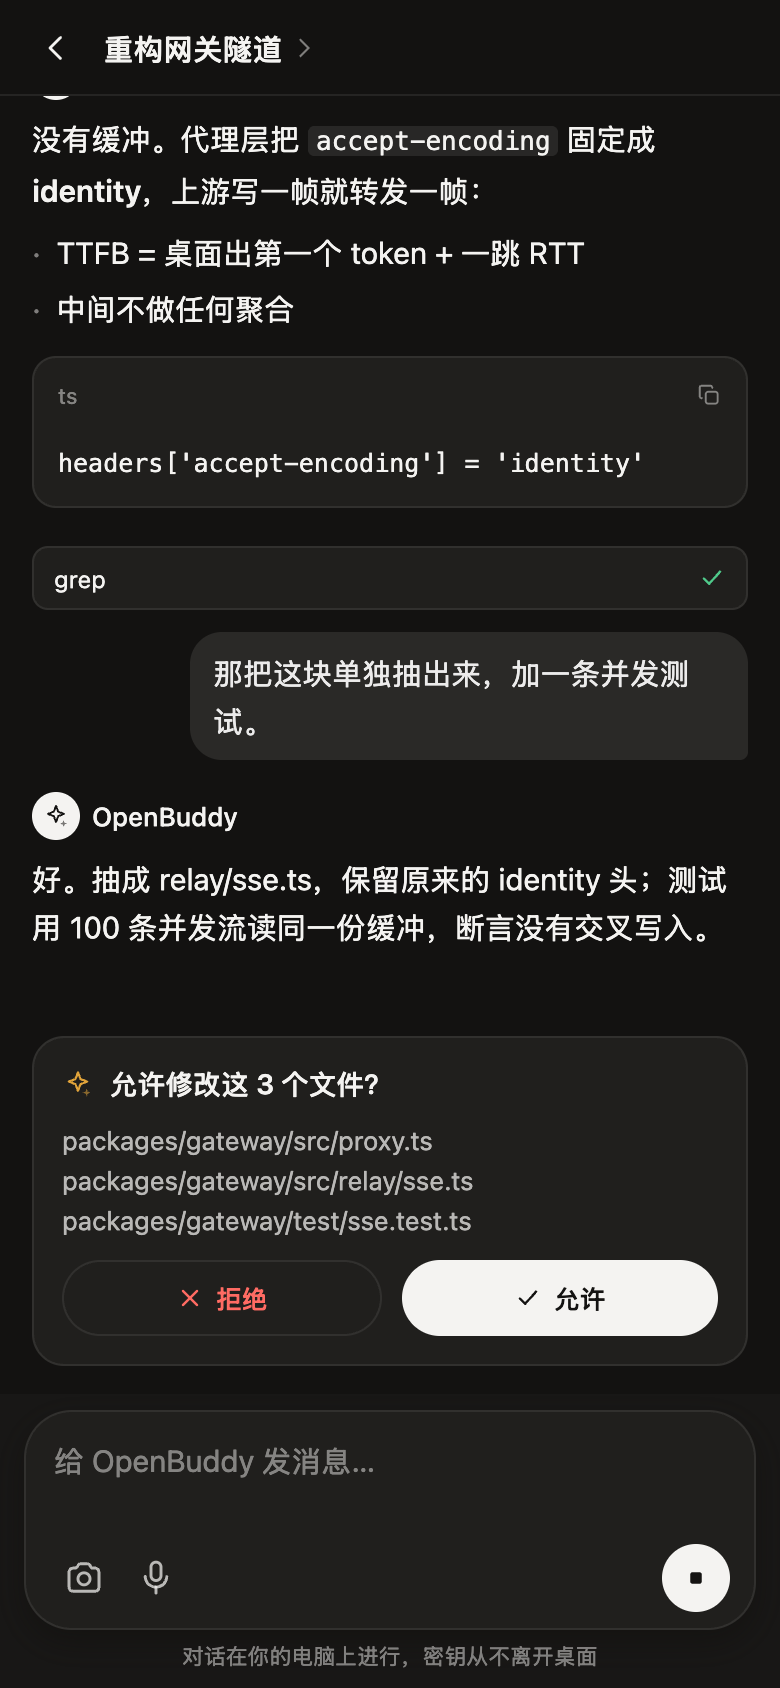 重构网关隧道
没有缓冲。代理层把 accept-encoding 固定成
identity，上游写一帧就转发一帧：
· TTFB = 桌面出第一个 token + 一跳 RTT
· 中间不做任何聚合
ts
headers['accept-encoding'] = 'identity'
grep
那把这块单独抽出来，加一条并发测
试。
OpenBuddy
好。抽成 relay/sse.ts，保留原来的 identity 头；测试
用 100 条并发流读同一份缓冲，断言没有交叉写入。
允许修改这 3 个文件?
packages/gateway/src/proxy.ts
packages/gateway/src/relay/sse.ts
packages/gateway/test/sse.test.ts
拒绝
允许
给 OpenBuddy 发消息...
对话在你的电脑上进行，密钥从不离开桌面